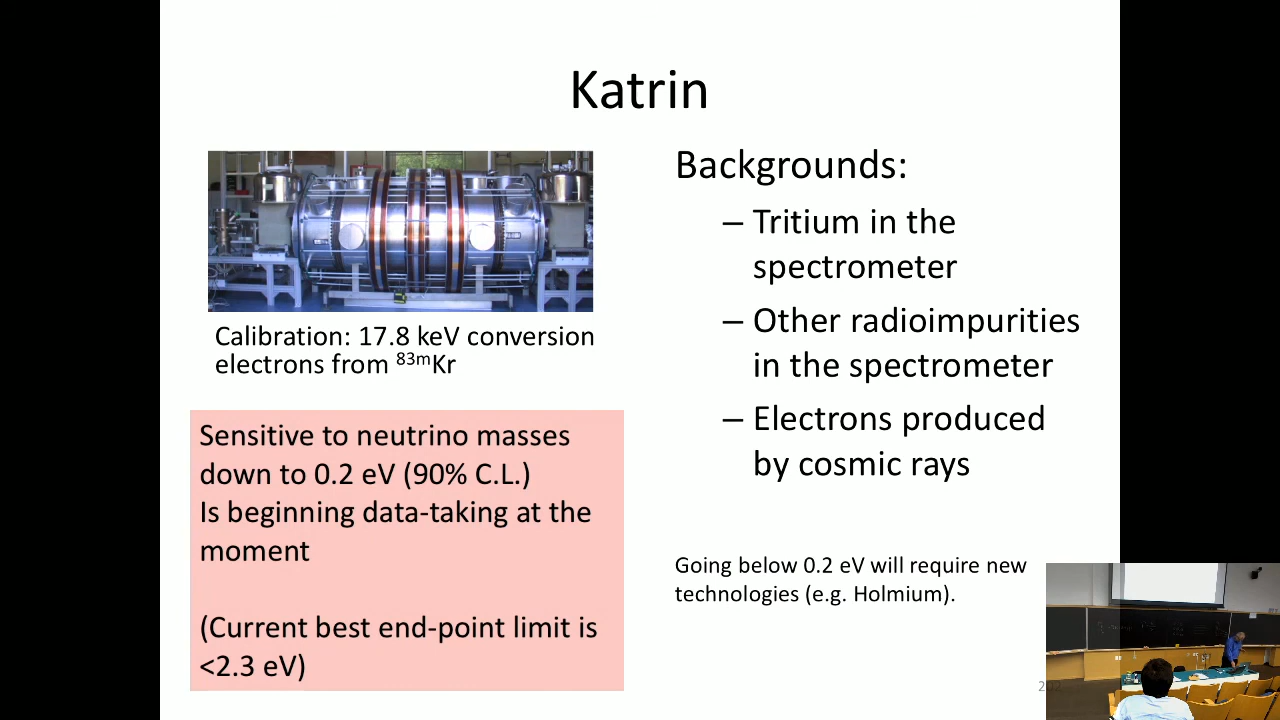 Katrin
Calibration: 17.8 keV conversion
electrons from ⁸³ᵐKr
Sensitive to neutrino masses
down to 0.2 eV (90% C.L.)
Is beginning data-taking at the
moment
(Current best end-point limit is
<2.3 eV)
Backgrounds:
– Tritium in the
spectrometer
– Other radioimpurities
in the spectrometer
– Electrons produced
by cosmic rays
Going below 0.2 eV will require new
technologies (e.g. Holmium).